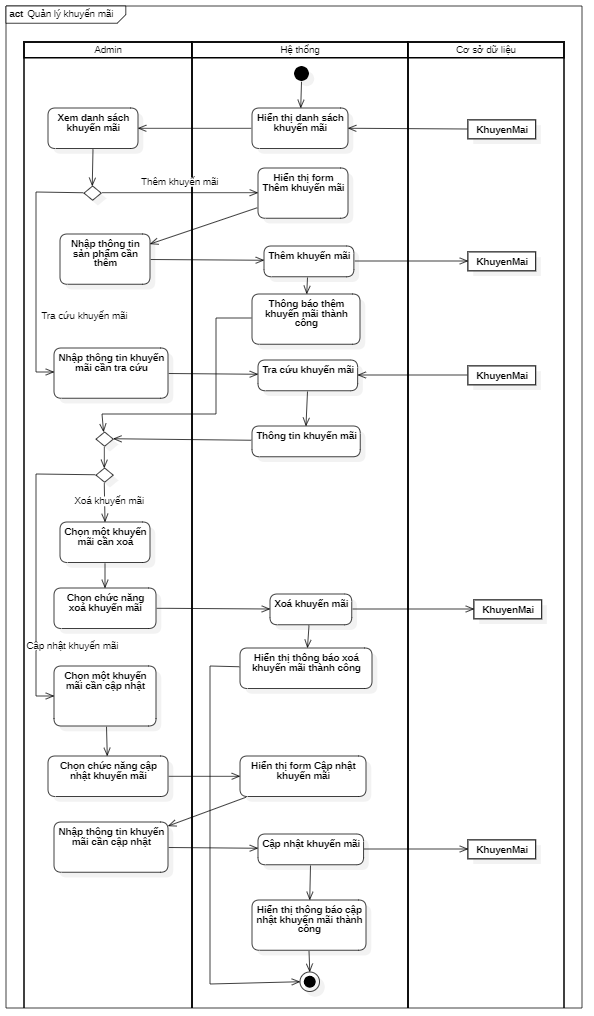 act Quản lý khuyến mãi
Admin
Hệ thống
Cơ sở dữ liệu
Xem danh sách
khuyến mãi
Hiển thị danh sách
khuyến mãi
KhuyenMai
Thêm khuyến mãi
Hiển thị form
Thêm khuyến mãi
Nhập thông tin
sản phẩm cần
thêm
Thêm khuyến mãi
KhuyenMai
Thông báo thêm
khuyến mãi thành
công
Tra cứu khuyến mãi
Nhập thông tin khuyến
mãi cần tra cứu
Tra cứu khuyến mãi
KhuyenMai
Thông tin khuyến mãi
Xoá khuyến mãi
Chọn một khuyến
mãi cần xoá
Chọn chức năng
xoá khuyến mãi
Xoá khuyến mãi
KhuyenMai
Cập nhật khuyến mãi
Hiển thị thông báo xoá
khuyến mãi thành công
Chọn một khuyến
mãi cần cập nhật
Chọn chức năng cập
nhật khuyến mãi
Hiển thị form Cập nhật
khuyến mãi
Nhập thông tin khuyến
mãi cần cập nhật
Cập nhật khuyến mãi
KhuyenMai
Hiển thị thông báo cập
nhật khuyến mãi thành
công